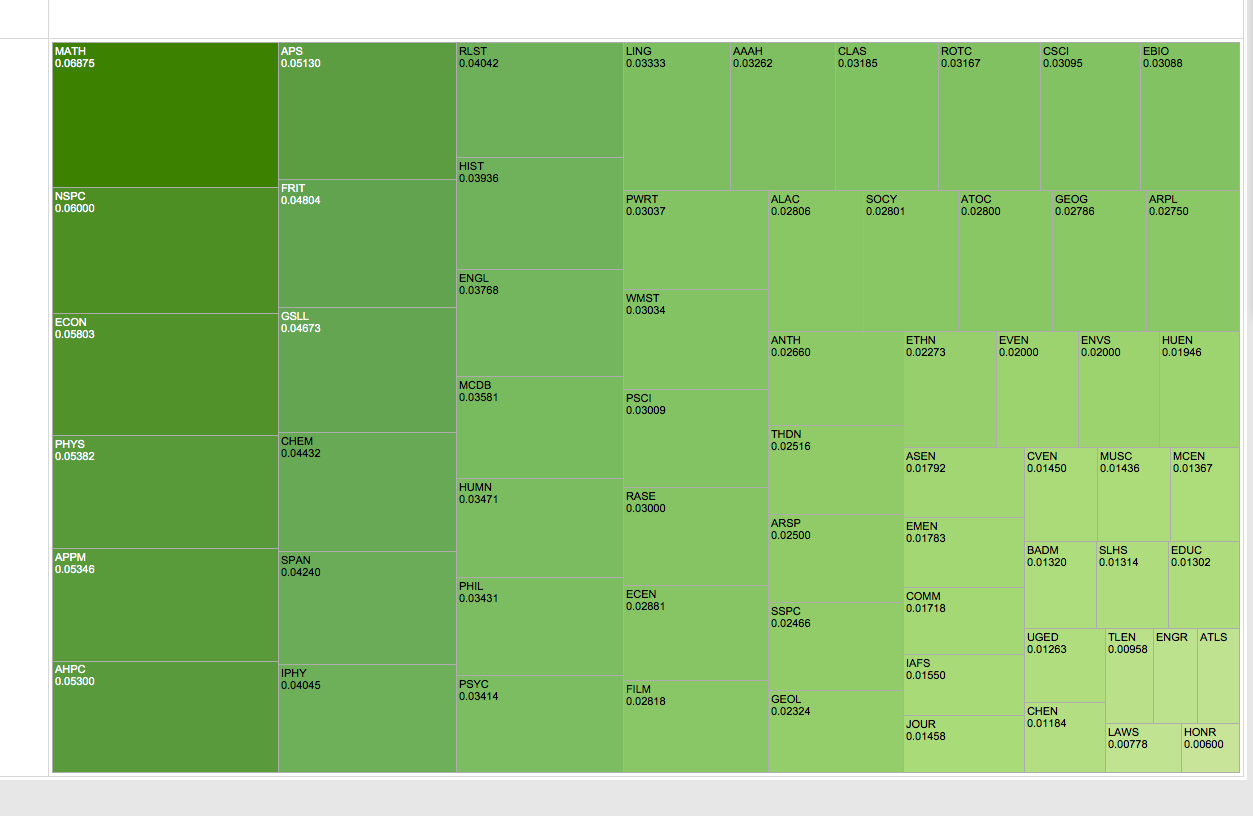 MATH
0.06875
NSPC
0.06000
ECON
0.05803
PHYS
0.05382
APPM
0.05346
AHPC
0.05300
APS
0.05130
FRIT
0.04804
GSLL
0.04673
CHEM
0.04432
SPAN
0.04240
IPHY
0.04045
RLST
0.04042
HIST
0.03936
ENGL
0.03768
MCDB
0.03581
HUMN
0.03471
PHIL
0.03431
PSYC
0.03414
LING
0.03333
AAAH
0.03262
CLAS
0.03185
ROTC
0.03167
CSCI
0.03095
EBIO
0.03088
PWRT
0.03037
WMST
0.03034
PSCI
0.03009
RASE
0.03000
ECEN
0.02881
FILM
0.02818
ALAC
0.02806
SOCY
0.02801
ATOC
0.02800
GEOG
0.02786
ARPL
0.02750
ANTH
0.02660
THDN
0.02516
ARSP
0.02500
SSPC
0.02466
GEOL
0.02324
ETHN
0.02273
EVEN
0.02000
ENVS
0.02000
HUEN
0.01946
ASEN
0.01792
EMEN
0.01783
COMM
0.01718
IAFS
0.01550
JOUR
0.01458
CVEN
0.01450
MUSC
0.01436
MCEN
0.01367
BADM
0.01320
SLHS
0.01314
EDUC
0.01302
UGED
0.01263
CHEN
0.01184
TLEN
0.00958
ENGR
ATLS
LAWS
0.00778
HONR
0.00600